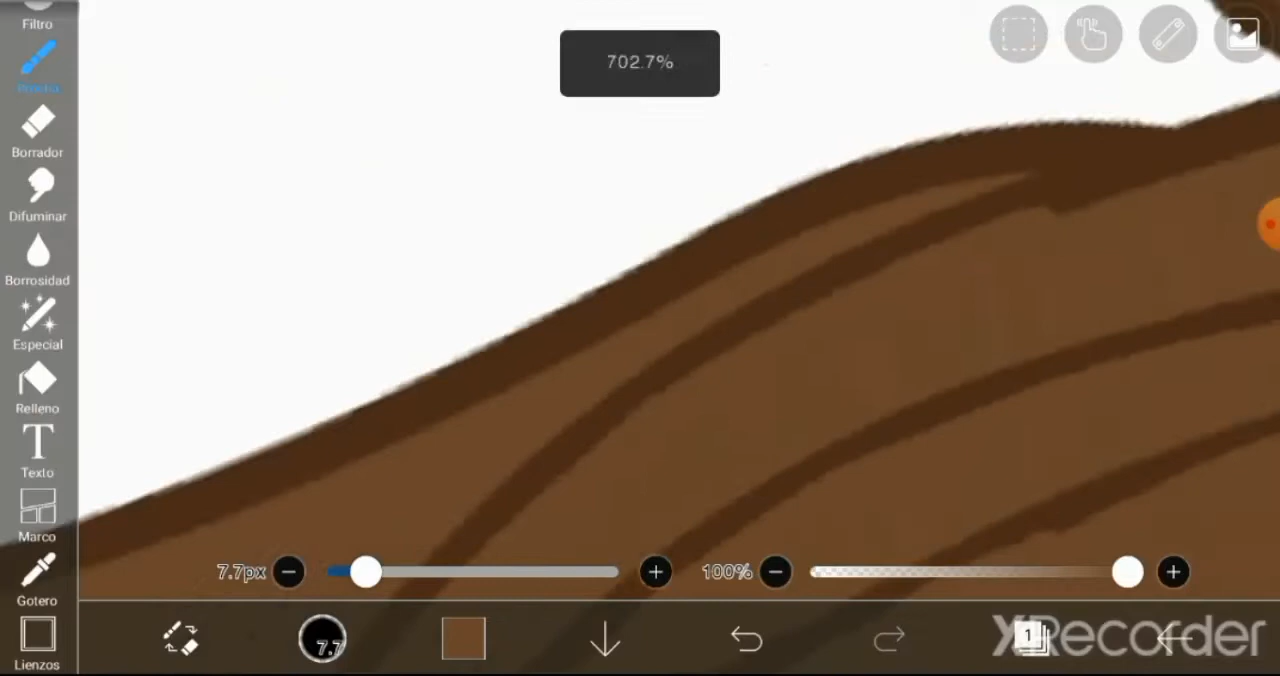 Filtro
702.7%
Borrador
Difuminar
Borrosidad
Especial
Relleno
Texto
Marco
Gotero
Lienzos
7.7px
100%
7.7
1
XRecorder